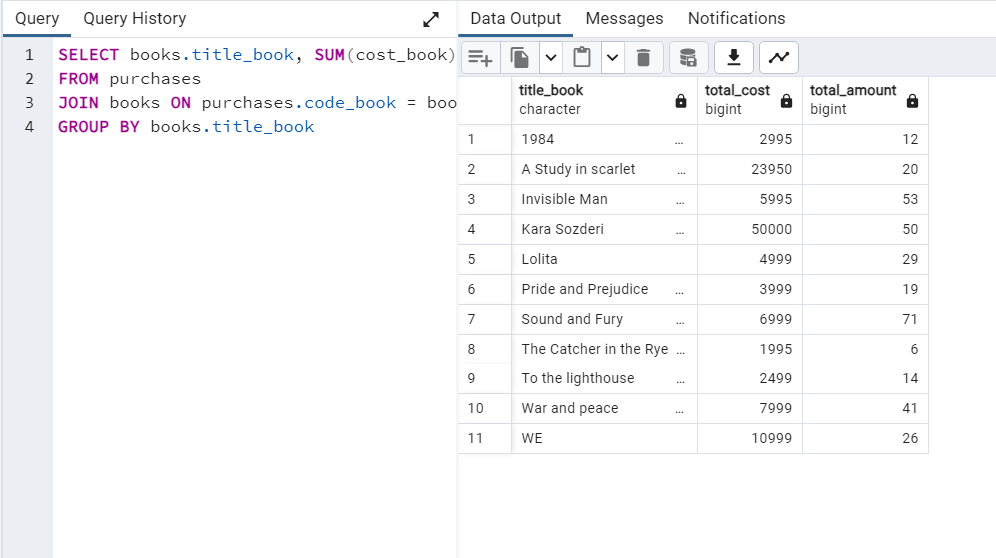 Query Query History
1 SELECT books.title_book, SUM(cost_book)
2 FROM purchases
3 JOIN books ON purchases.code_book = boo
4 GROUP BY books.title_book
Data Output Messages Notifications
title_book character total_cost bigint total_amount bigint
1 1984 ... 2995 12
2 A Study in scarlet ... 23950 20
3 Invisible Man ... 5995 53
4 Kara Sozderi ... 50000 50
5 Lolita 4999 29
6 Pride and Prejudice ... 3999 19
7 Sound and Fury ... 6999 71
8 The Catcher in the Rye ... 1995 6
9 To the lighthouse ... 2499 14
10 War and peace ... 7999 41
11 WE 10999 26